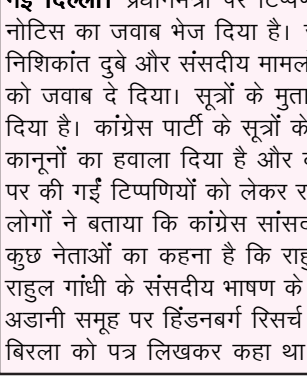 नई दिल्ली। प्रधानमंत्री पर टिप्पण
नोटिस का जवाब भेज दिया है।
निशिकांत दुबे और संसदीय मामल
को जवाब दे दिया। सूत्रों के मुता
दिया है। कांग्रेस पार्टी के सूत्रों के
कानूनों का हवाला दिया है और
पर की गईं टिप्पणियों को लेकर र
लोगों ने बताया कि कांग्रेस सांसद
कुछ नेताओं का कहना है कि राहु
राहुल गांधी के संसदीय भाषण के
अडानी समूह पर हिंडनबर्ग रिसर्च
बिरला को पत्र लिखकर कहा था